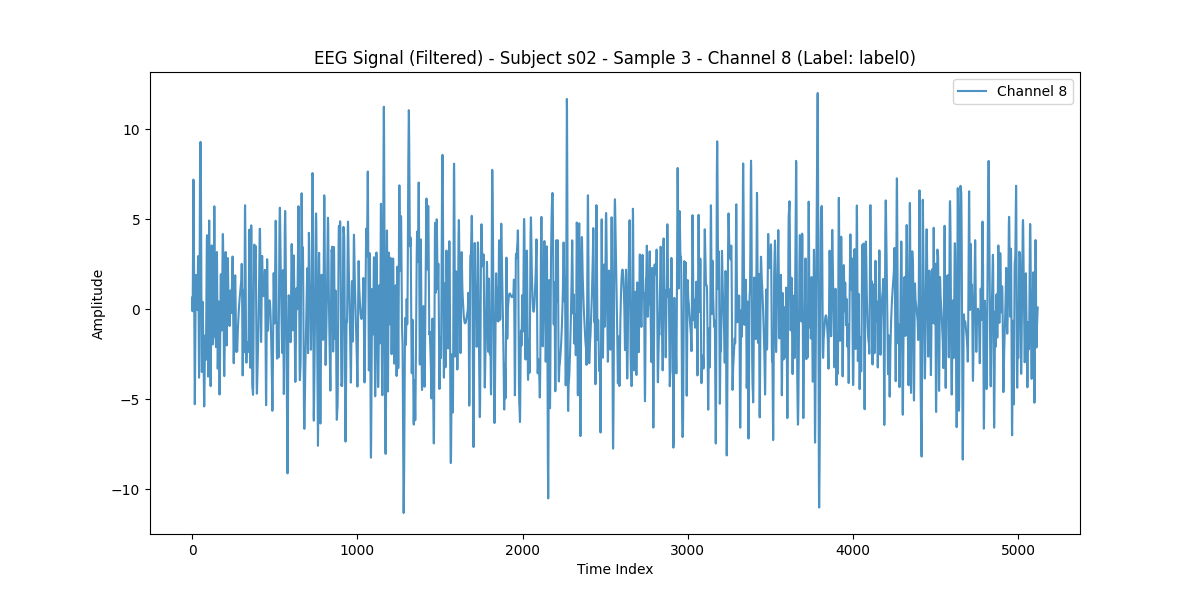 EEG Signal (Filtered) - Subject s02 - Sample 3 - Channel 8 (Label: label0)
Channel 8
10
5
0
−5
−10
Amplitude
0 1000 2000 3000 4000 5000
Time Index